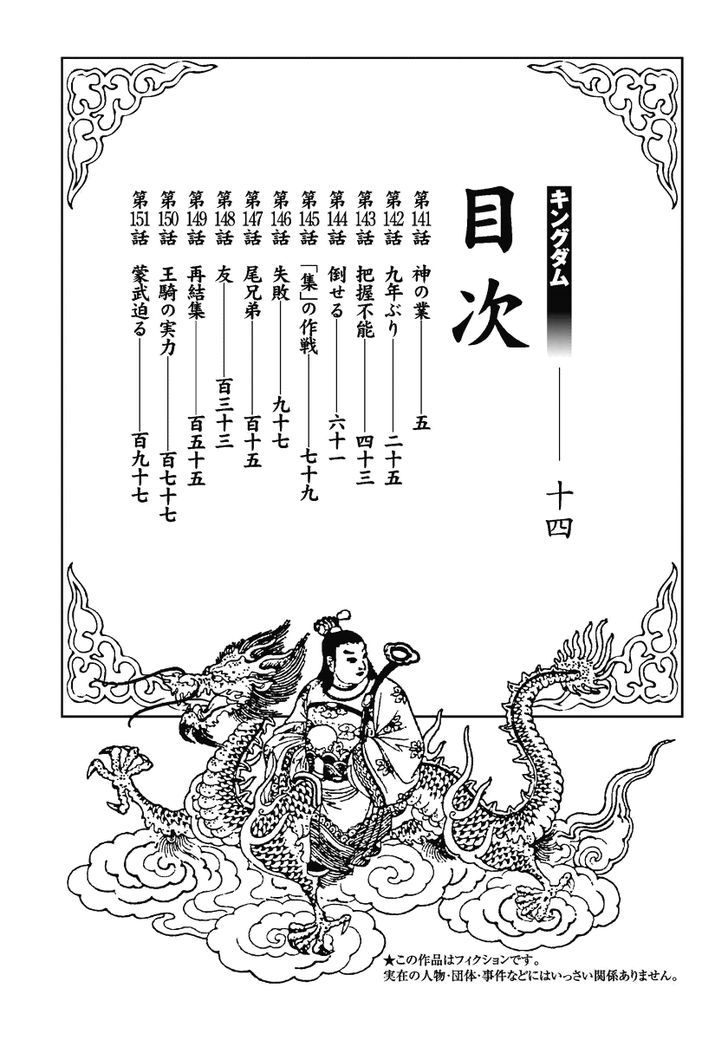 キングダム――十四
目次
第141話 神の業――五
第142話 九年ぶり――二十五
第143話 把握不能――四十三
第144話 倒せる――六十一
第145話 「集」の作戦――七十九
第146話 失敗――九十七
第147話 尾兄弟――百十五
第148話 友――百三十三
第149話 再結集――百五十五
第150話 王騎の実力――百七十七
第151話 蒙武迫る――百九十七
★この作品はフィクションです。
実在の人物・団体・事件などにはいっさい関係ありません。